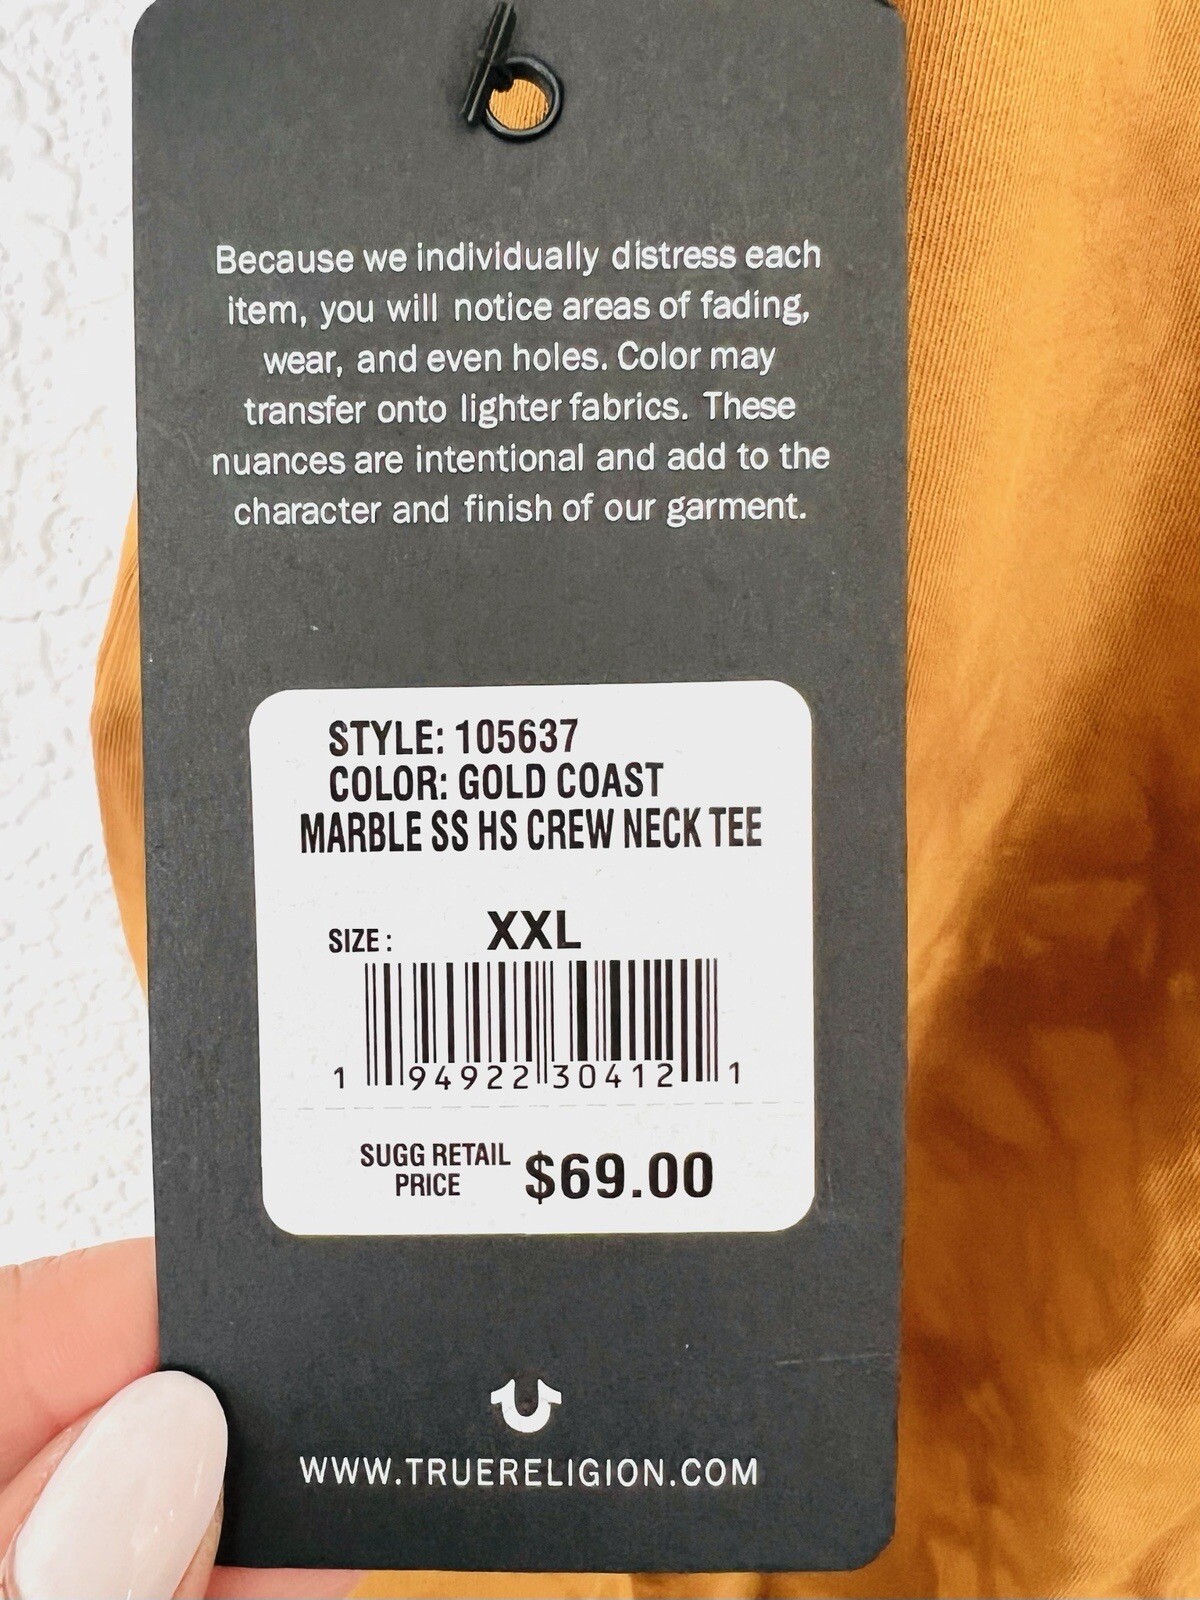 Because we individually distress each
item, you will notice areas of fading,
wear, and even holes. Color may
transfer onto lighter fabrics. These
nuances are intentional and add to the
character and finish of our garment.
STYLE: 105637
COLOR: GOLD COAST
MARBLE SS HS CREW NECK TEE
SIZE: XXL
1 94922 30412 1
SUGG RETAIL
PRICE $69.00
WWW.TRUERELIGION.COM